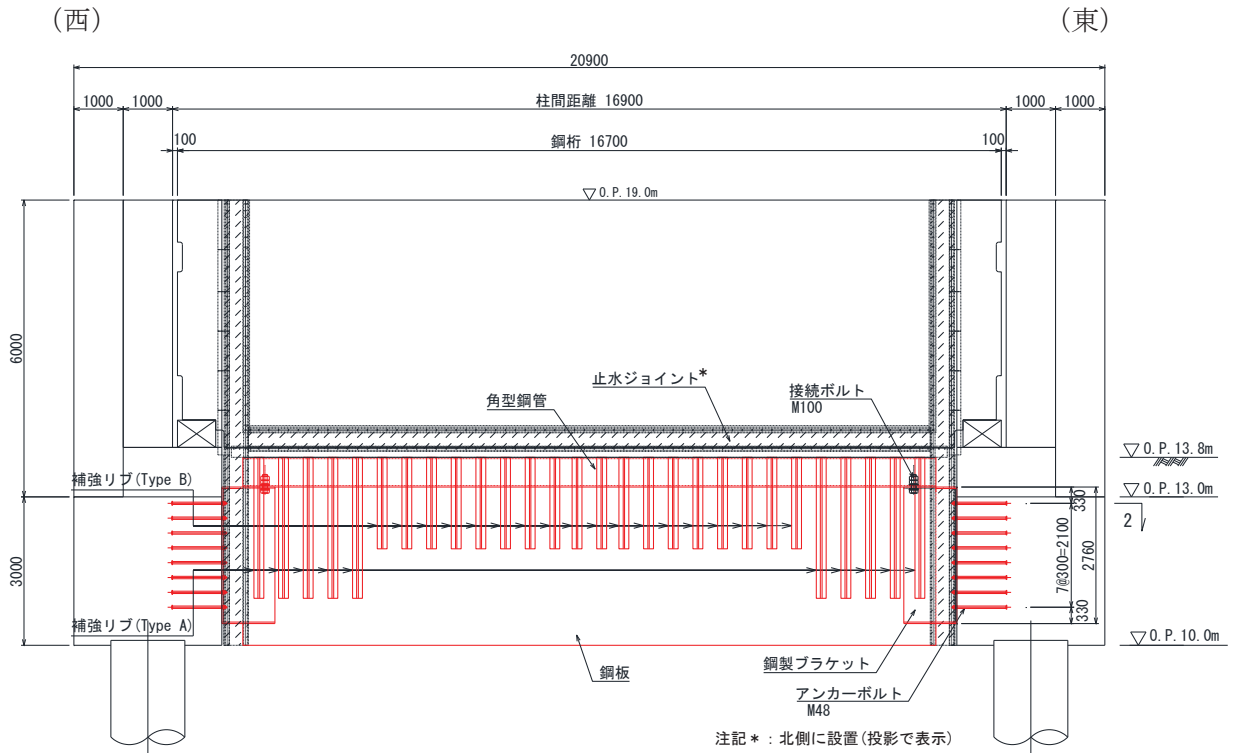 (西)
(東)
20900
1000
1000
柱間距離 16900
1000
1000
100
鋼桁 16700
100
▽O.P.19.0m
6000
止水ジョイント*
接続ボルト
M100
角型鋼管
▽O.P.13.8m
補強リブ(Type B)
▽O.P.13.0m
330
2
3000
7@300=2100
2760
330
補強リブ(Type A)
▽O.P.10.0m
鋼製ブラケット
鋼板
アンカーボルト
M48
注記*:北側に設置(投影で表示)